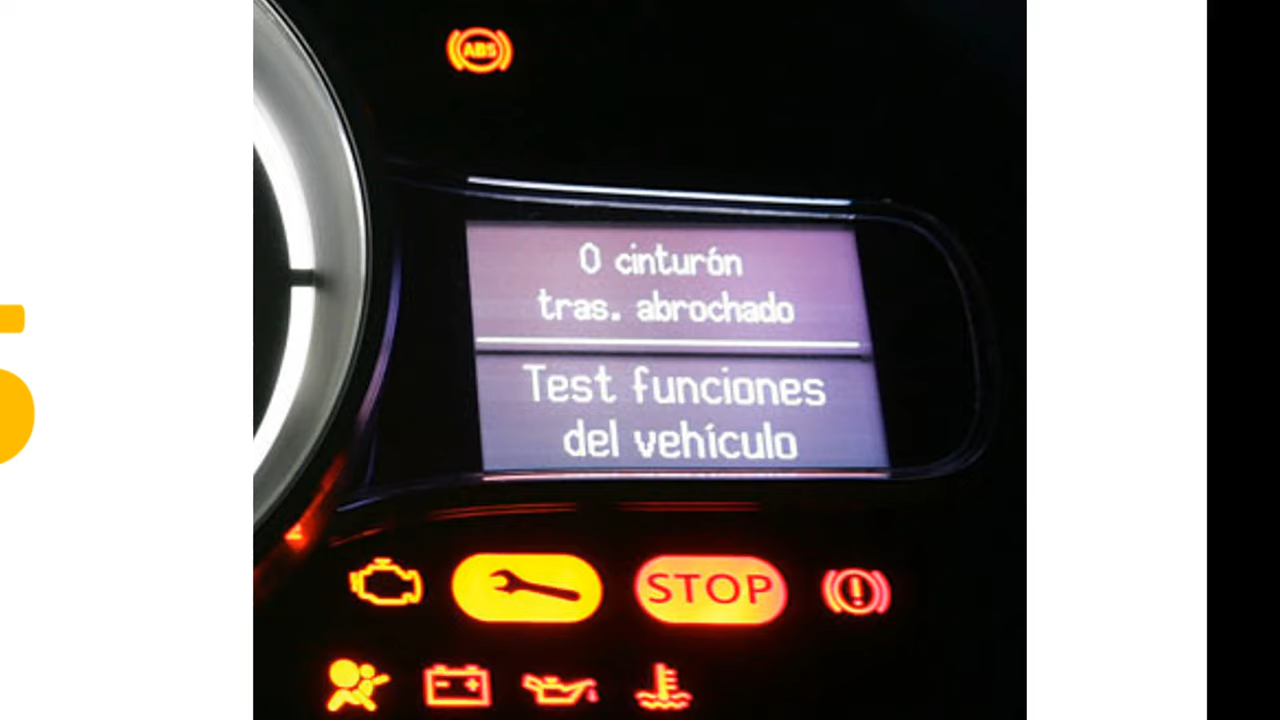 ABS
0 cinturón
tras. abrochado
Test funciones
del vehículo
STOP